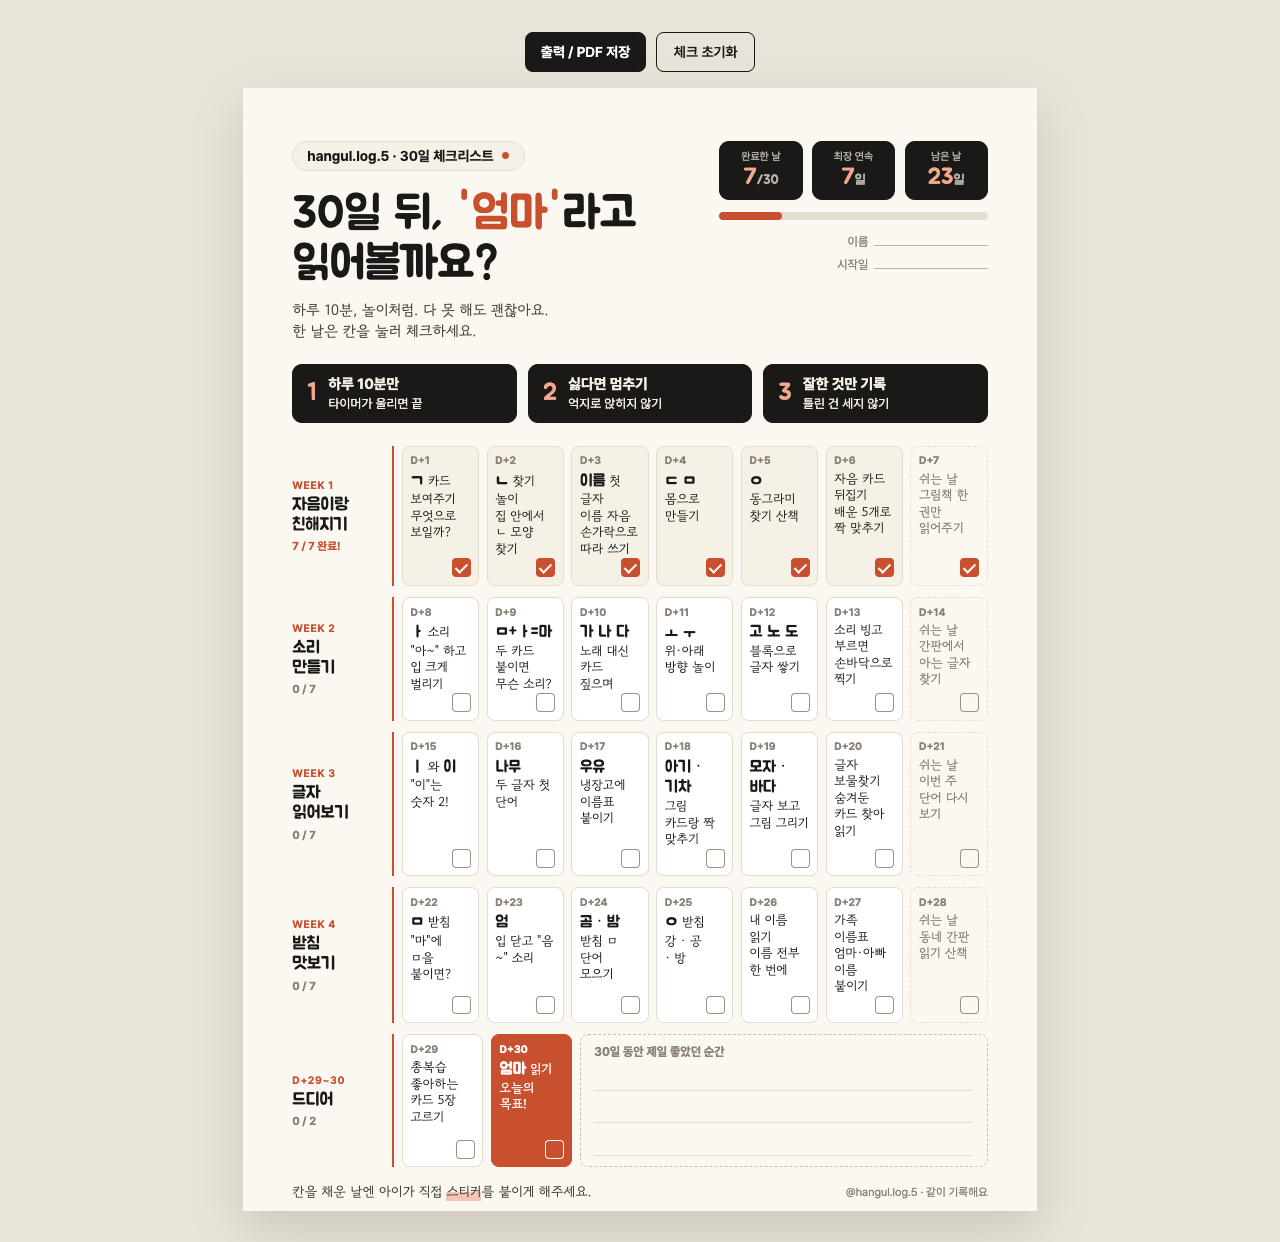 출력 / PDF 저장
체크 초기화
hangul.log.5 · 30일 체크리스트
30일 뒤, '엄마'라고
읽어볼까요?
하루 10분, 놀이처럼. 다 못 해도 괜찮아요.
한 날은 칸을 눌러 체크하세요.
완료한 날
7/30
최장 연속
7일
남은 날
23일
이름
시작일
1 하루 10분만
타이머가 울리면 끝
2 싫다면 멈추기
억지로 앉히지 않기
3 잘한 것만 기록
틀린 건 세지 않기
WEEK 1
자음이랑
친해지기
7 / 7 완료!
D+1
ㄱ 카드
보여주기
무엇으로
보일까?
D+2
ㄴ 찾기
놀이
집 안에서
ㄴ 모양
찾기
D+3
이름 첫
글자
이름 자음
손가락으로
따라 쓰기
D+4
ㄷ ㅁ
몸으로
만들기
D+5
ㅇ
동그라미
찾기 산책
D+6
자음 카드
뒤집기
배운 5개로
짝 맞추기
D+7
쉬는 날
그림책 한
권만
읽어주기
WEEK 2
소리
만들기
0 / 7
D+8
ㅏ 소리
"아~" 하고
입 크게
벌리기
D+9
ㅁ+ㅏ=마
두 카드
붙이면
무슨 소리?
D+10
가 나 다
노래 대신
카드
짚으며
D+11
ㅗ ㅜ
위·아래
방향 놀이
D+12
고 노 도
블록으로
글자 쌓기
D+13
소리 빙고
부르면
손바닥으로
찍기
D+14
쉬는 날
간판에서
아는 글자
찾기
WEEK 3
글자
읽어보기
0 / 7
D+15
ㅣ 와 이
"이"는
숫자 2!
D+16
나무
두 글자 첫
단어
D+17
우유
냉장고에
이름표
붙이기
D+18
아기 ·
기차
그림
카드랑 짝
맞추기
D+19
모자 ·
바다
글자 보고
그림 그리기
D+20
글자
보물찾기
숨겨둔
카드 찾아
읽기
D+21
쉬는 날
이번 주
단어 다시
보기
WEEK 4
받침
맛보기
0 / 7
D+22
ㅁ 받침
"마"에
ㅁ을
붙이면?
D+23
엄
입 닫고 "음
~" 소리
D+24
곰 · 밤
받침 ㅁ
단어
모으기
D+25
ㅇ 받침
강 · 공
· 방
D+26
내 이름
읽기
이름 전부
한 번에
D+27
가족
이름표
엄마·아빠
이름
붙이기
D+28
쉬는 날
동네 간판
읽기 산책
D+29~30
드디어
0 / 2
D+29
총복습
좋아하는
카드 5장
고르기
D+30
엄마 읽기
오늘의
목표!
30일 동안 제일 좋았던 순간
칸을 채운 날엔 아이가 직접 스티커를 붙이게 해주세요.
@hangul.log.5 · 같이 기록해요